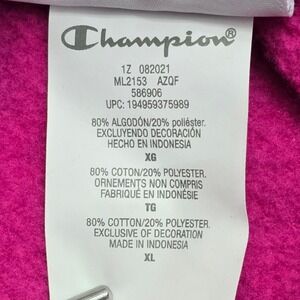 Champion®
1Z 082021
ML2153 AZQF
586906
UPC: 194959375989
80% ALGODÓN/20% poliéster.
EXCLUYENDO DECORACIÓN
HECHO EN INDONESIA
XG
80% COTON/20% POLYESTER.
ORNEMENTS NON COMPRIS
FABRIQUÉ EN INDONÉSIE
TG
80% COTTON/20% POLYESTER.
EXCLUSIVE OF DECORATION
MADE IN INDONESIA
XL